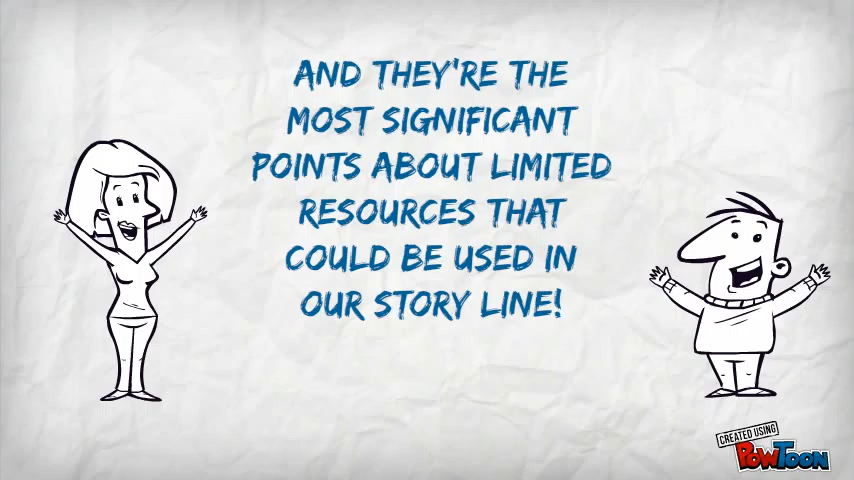 AND THEY'RE THE
MOST SIGNIFICANT
POINTS ABOUT LIMITED
RESOURCES THAT
COULD BE USED IN
OUR STORY LINE!
CREATED USING
POWTOON